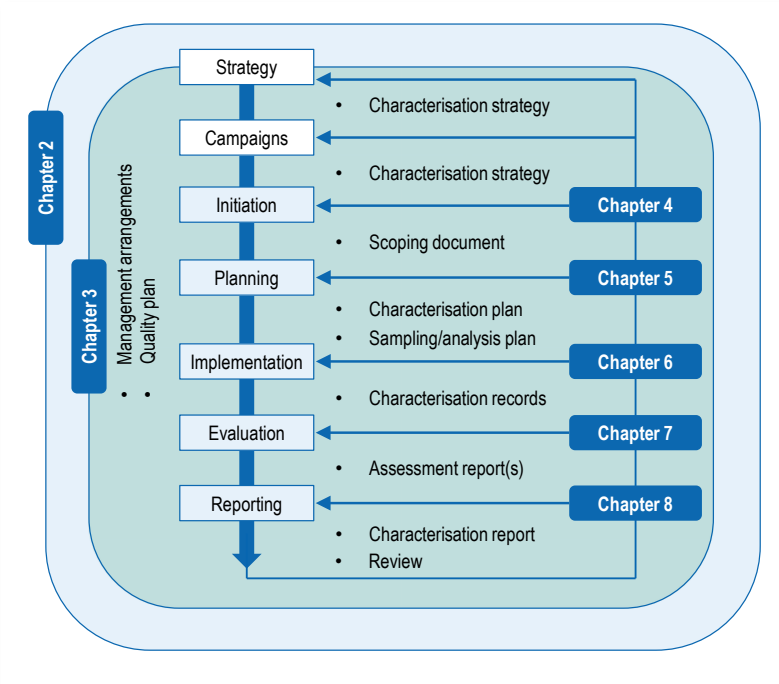 Strategy
• Characterisation strategy
Campaigns
• Characterisation strategy
Initiation
Chapter 4
• Scoping document
Planning
Chapter 5
• Characterisation plan
• Sampling/analysis plan
Implementation
Chapter 6
• Characterisation records
Evaluation
Chapter 7
• Assessment report(s)
Reporting
Chapter 8
• Characterisation report
• Review
Chapter 2
Chapter 3
• Management arrangements
• Quality plan